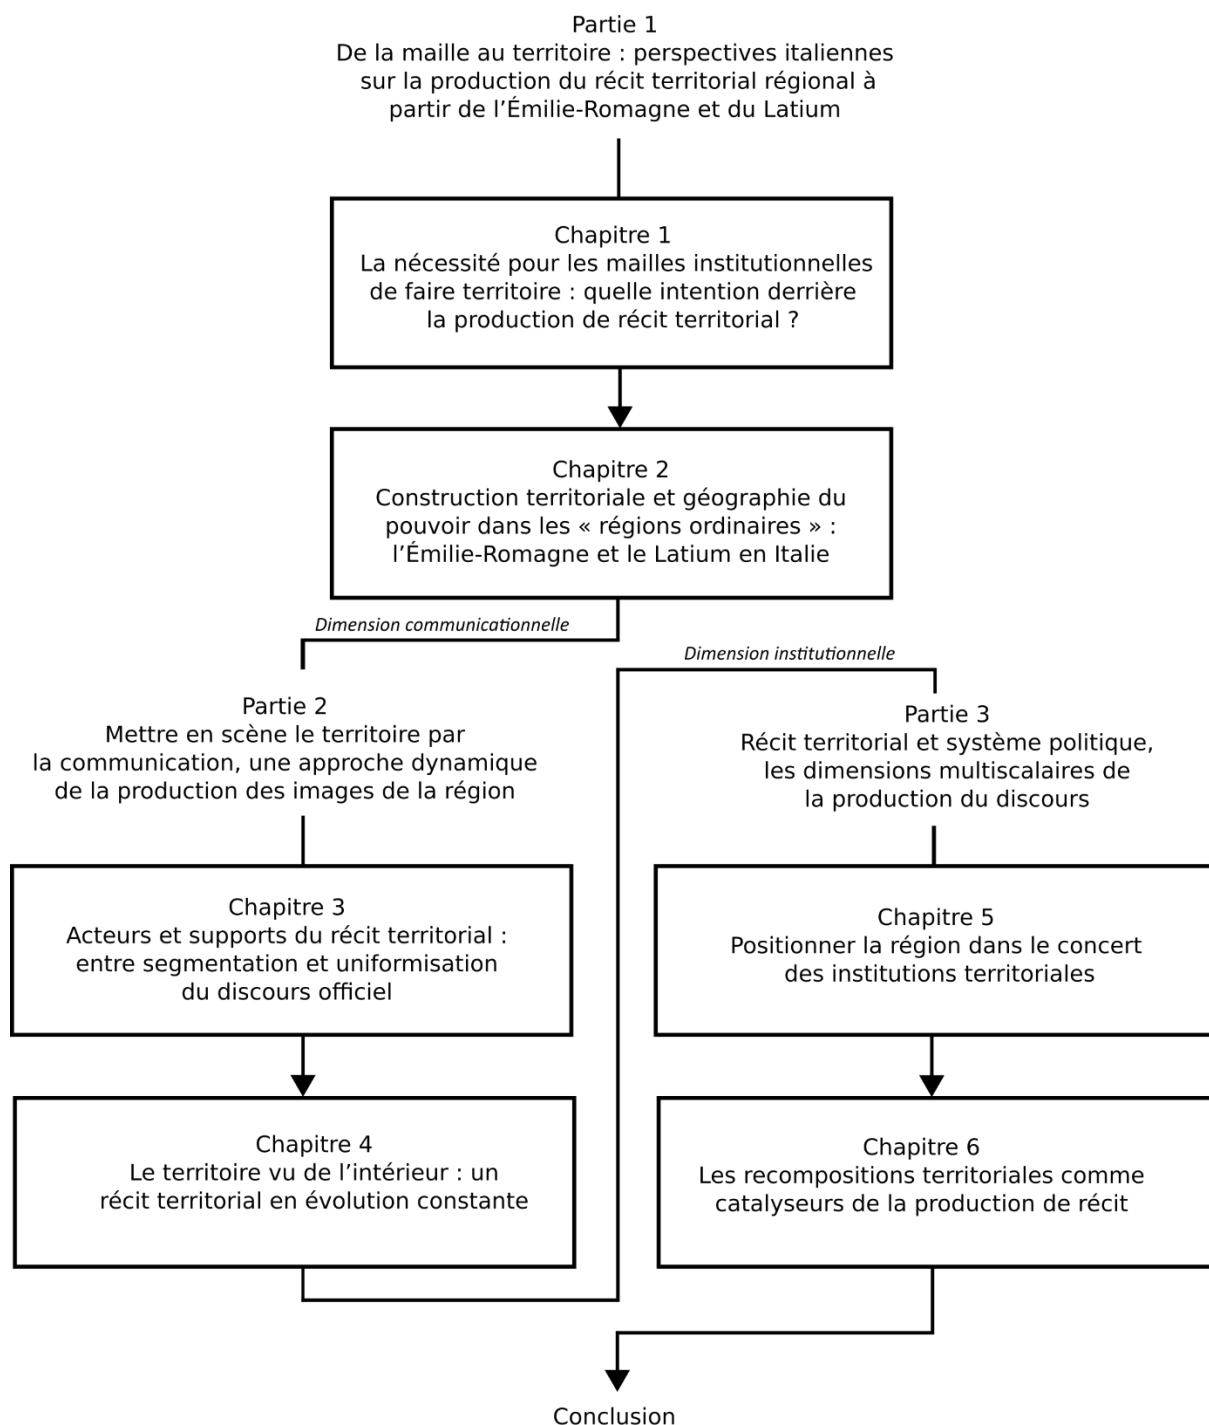 Partie 1
De la maille au territoire : perspectives italiennes
sur la production du récit territorial régional à
partir de l’Émilie-Romagne et du Latium
Chapitre 1
La nécessité pour les mailles institutionnelles
de faire territoire : quelle intention derrière
la production de récit territorial ?
Chapitre 2
Construction territoriale et géographie du
pouvoir dans les « régions ordinaires » :
l’Émilie-Romagne et le Latium en Italie
Dimension communicationnelle
Partie 2
Mettre en scène le territoire par
la communication, une approche dynamique
de la production des images de la région
Chapitre 3
Acteurs et supports du récit territorial :
entre segmentation et uniformisation
du discours officiel
Chapitre 4
Le territoire vu de l’intérieur : un
récit territorial en évolution constante
Dimension institutionnelle
Partie 3
Récit territorial et système politique,
les dimensions multiscalaires de
la production du discours
Chapitre 5
Positionner la région dans le concert
des institutions territoriales
Chapitre 6
Les recompositions territoriales comme
catalyseurs de la production de récit
Conclusion